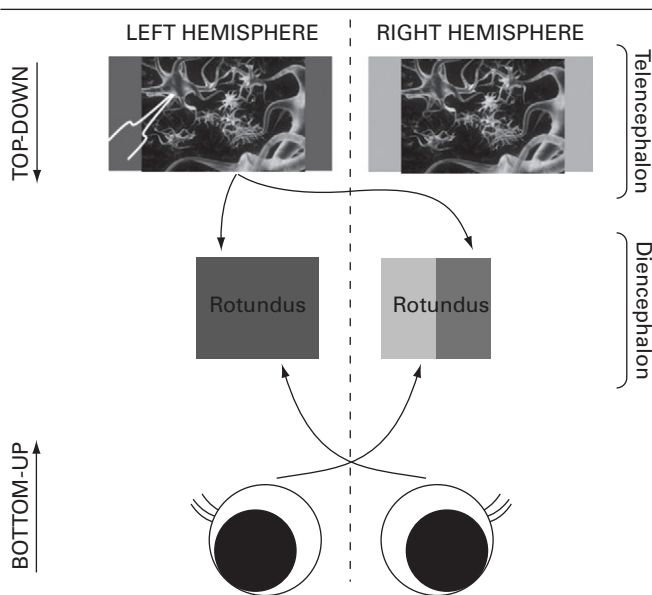 LEFT HEMISPHERE
RIGHT HEMISPHERE
TOP-DOWN
Telencephalon
Rotundus
Rotundus
Diencephalon
BOTTOM-UP